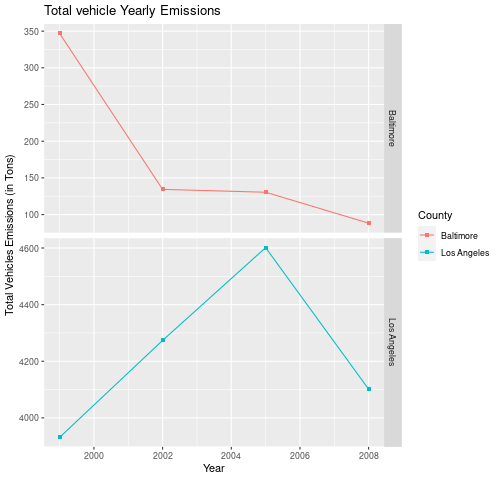 Total vehicle Yearly Emissions
Total Vehicles Emissions (in Tons)
350
300
250
200
150
100
Baltimore
4600
4400
4200
4000
Los Angeles
2000
2002
2004
2006
2008
Year
County
Baltimore
Los Angeles